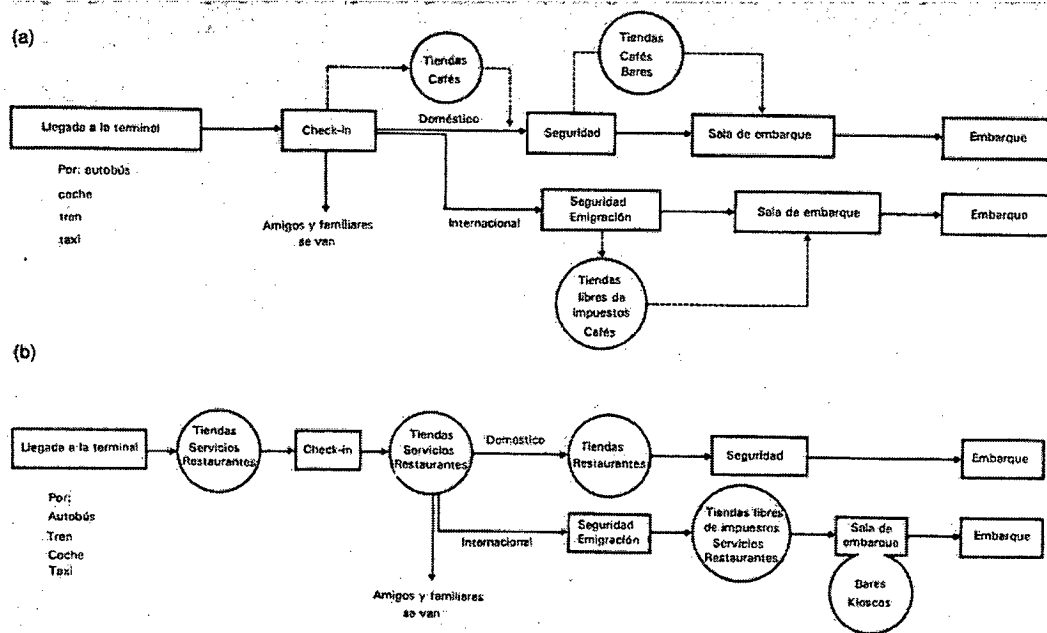 (a)
Tiendas
Cafés
Tiendas
Cafés
Bares
Llegada a la terminal
Check-in
Doméstico
Seguridad
Sala de embarque
Embarque
Por: autobús
coche
tren
taxi
Amigos y familiares
se van
Internacional
Seguridad
Emigración
Sala de embarque
Embarque
Tiendas
libres de
impuestos
Cafés
(b)
Llegada a la terminal
Tiendas
Servicios
Restaurantes
Check-in
Tiendas
Servicios
Restaurantes
Doméstico
Tiendas
Restaurantes
Seguridad
Embarque
Por:
Autobús
Tren
Coche
Taxi
Amigos y familiares
se van
Internacional
Seguridad
Emigración
Tiendas libres
de impuestos
Servicios
Restaurantes
Sala de
embarque
Bares
Kioscos
Embarque